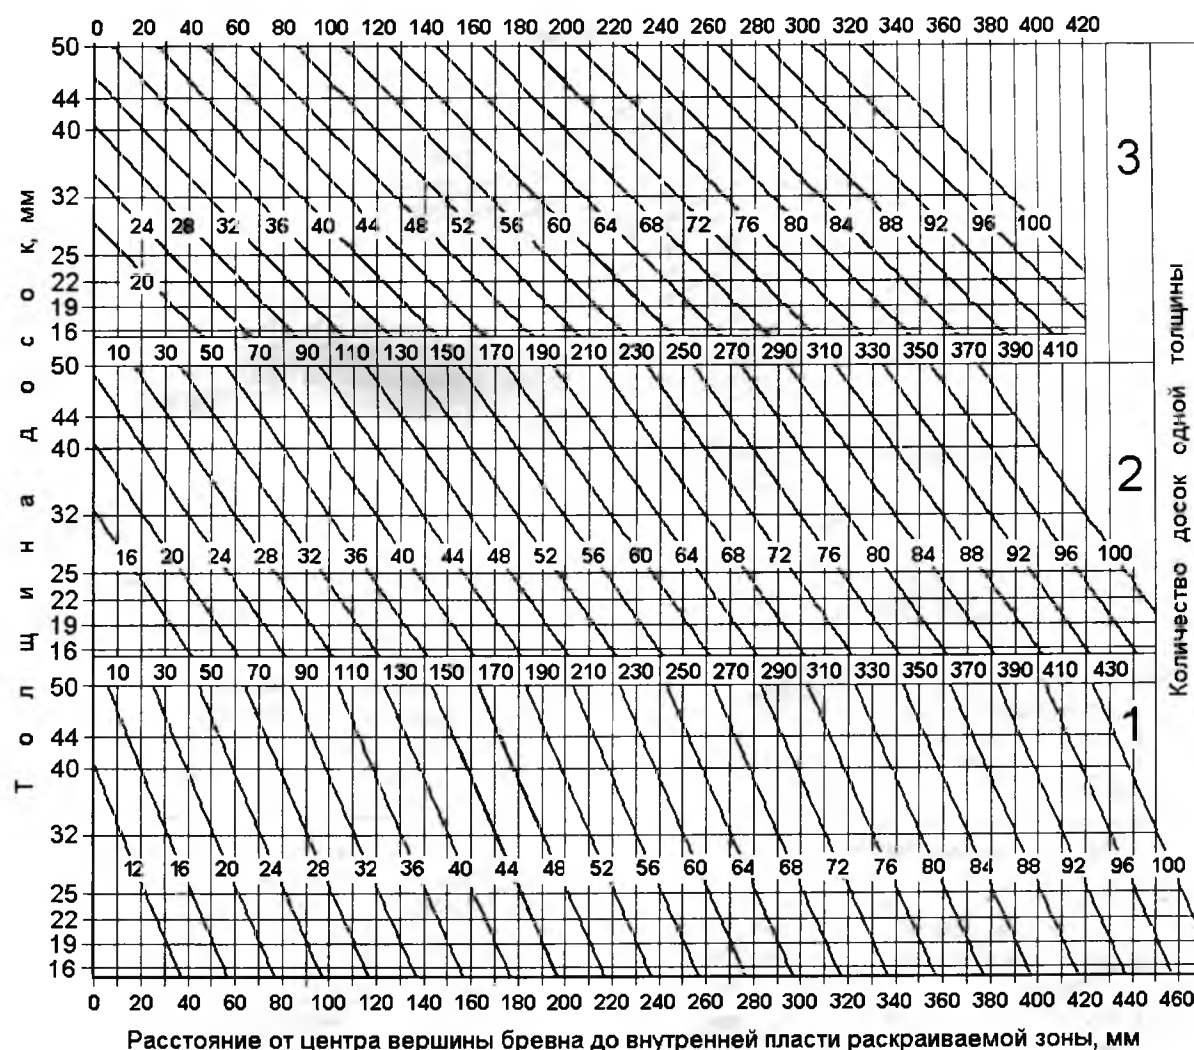 0 20 40 60 80 100 120 140 160 180 200 220 240 260 280 300 320 340 360 380 400 420
50
44
40
3
32
24 28 32 36 40 44 48 52 56 60 64 68 72 76 80 84 88 92 96 100
25
22
20
19
16
10 30 50 70 90 110 130 150 170 190 210 230 250 270 290 310 330 350 370 390 410
50
44
40
2
32
16 20 24 28 32 36 40 44 48 52 56 60 64 68 72 76 80 84 88 92 96 100
25
22
19
16
10 30 50 70 90 110 130 150 170 190 210 230 250 270 290 310 330 350 370 390 410 430
50
44
1
40
32
12 16 20 24 28 32 36 40 44 48 52 56 60 64 68 72 76 80 84 88 92 96 100
25
22
19
16
0 20 40 60 80 100 120 140 160 180 200 220 240 260 280 300 320 340 360 380 400 420 440 460
Расстояние от центра вершины бревна до внутренней пласти раскраиваемой зоны, мм
Толщина досок, мм
Количество досок одной толщины